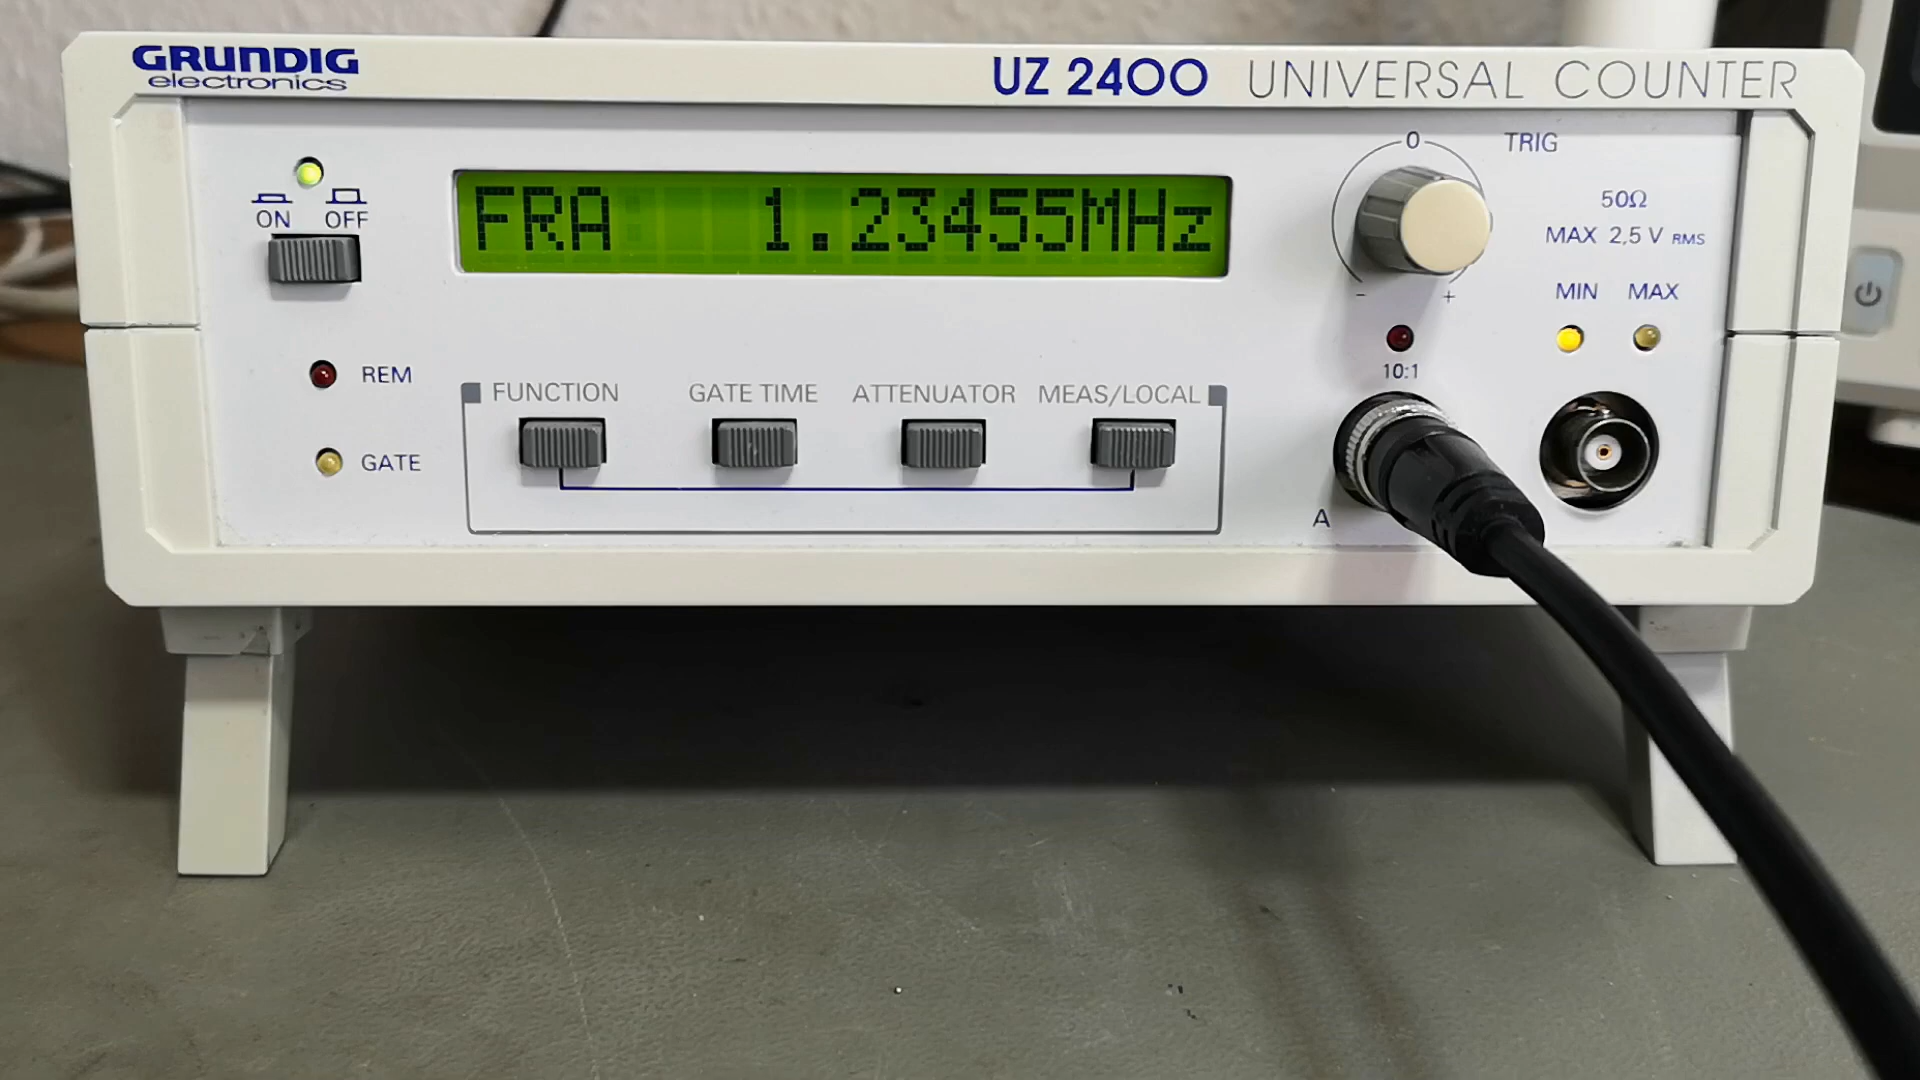 GRUNDIG
electronics
UZ 2400 UNIVERSAL COUNTER
ON OFF
FRA 1.23455MHz
0
TRIG
- +
50Ω
MAX 2,5 V RMS
MIN MAX
10:1
REM
GATE
FUNCTION GATE TIME ATTENUATOR MEAS/LOCAL
A